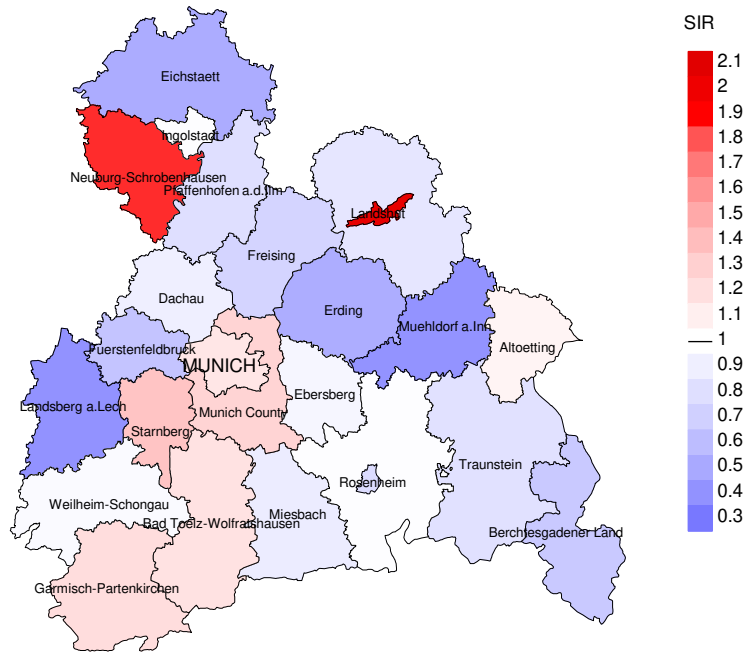 SIR
2.1
2
1.9
1.8
1.7
1.6
1.5
1.4
1.3
1.2
1.1
1
0.9
0.8
0.7
0.6
0.5
0.4
0.3
Eichstaett
Ingolstadt
Neuburg-Schrobenhausen
Pfaffenhofen a.d.Ilm
Landshut
Freising
Dachau
Erding
Muehldorf a.Inn
Altoetting
Fuerstenfeldbruck
MUNICH
Ebersberg
Landsberg a.Lech
Munich County
Starnberg
Traunstein
Rosenheim
Weilheim-Schongau
Miesbach
Bad Toelz-Wolfratshausen
Berchtesgadener Land
Garmisch-Partenkirchen